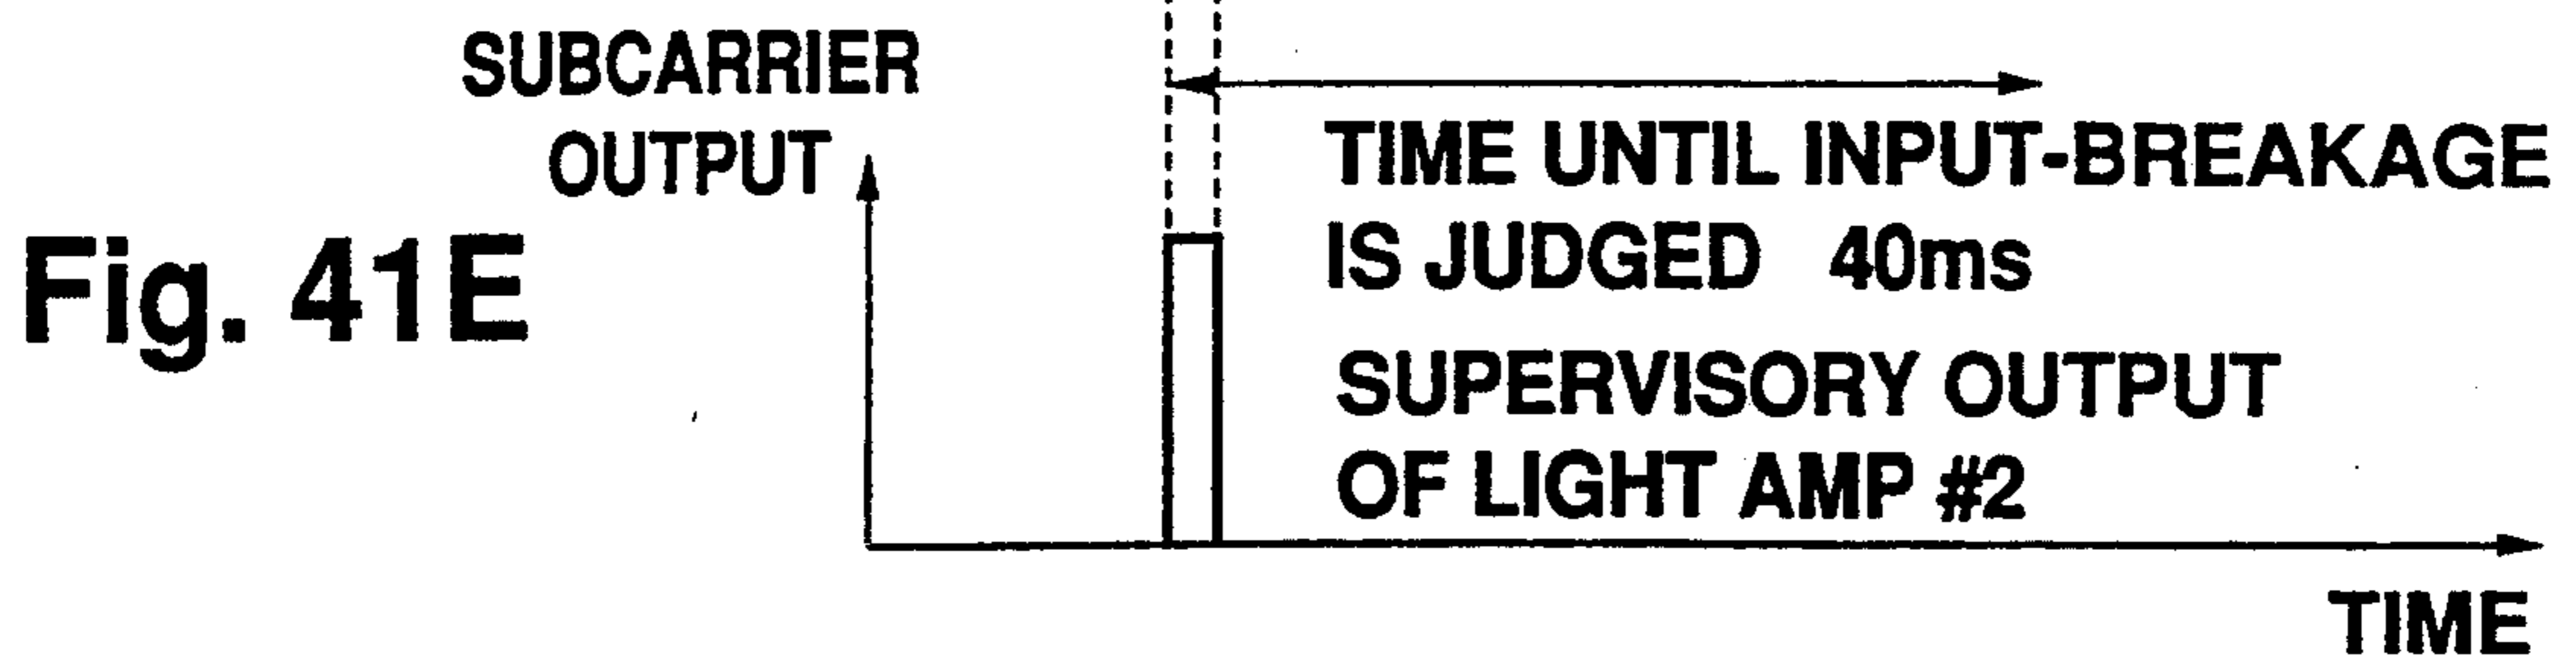 SUBCARRIER
OUTPUT
TIME UNTIL INPUT-BREAKAGE
IS JUDGED 40ms
Fig. 41E
SUPERVISORY OUTPUT
OF LIGHT AMP #2
TIME